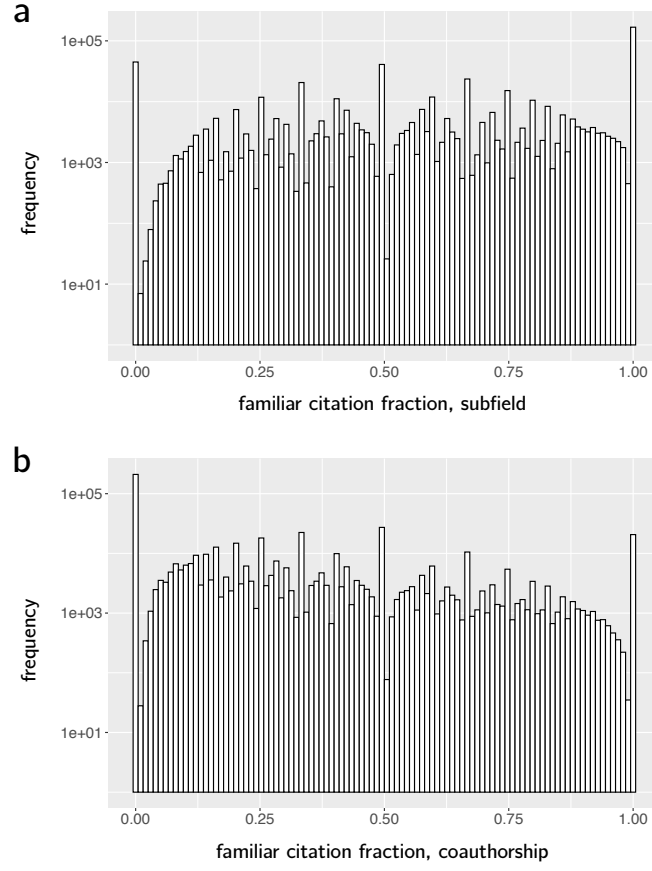 a
1e+05
1e+03
1e+01
frequency
0.00 0.25 0.50 0.75 1.00
familiar citation fraction, subfield
b
1e+05
1e+03
1e+01
frequency
0.00 0.25 0.50 0.75 1.00
familiar citation fraction, coauthorship